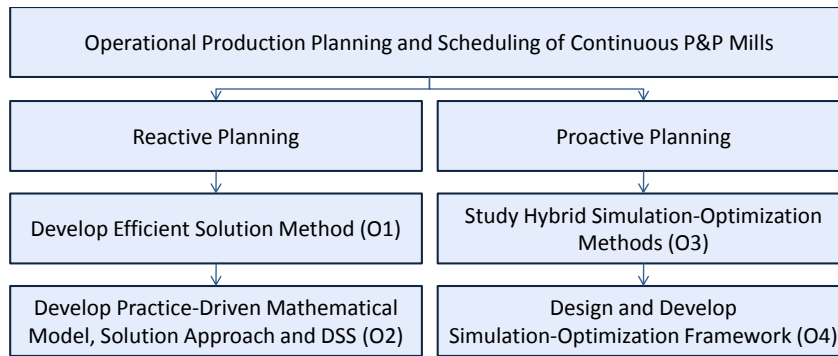 Operational Production Planning and Scheduling of Continuous P&P Mills
Reactive Planning
Proactive Planning
Develop Efficient Solution Method (O1)
Study Hybrid Simulation-Optimization
Methods (O3)
Develop Practice-Driven Mathematical
Model, Solution Approach and DSS (O2)
Design and Develop
Simulation-Optimization Framework (O4)